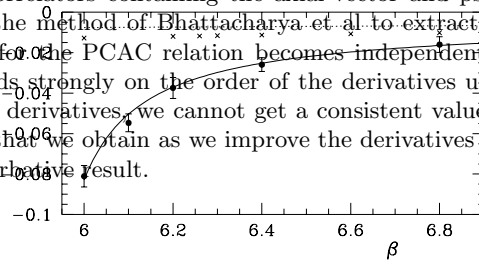 0
the method of Bhattacharya et al to extract
for the PCAC relation becomes independen
−0.02
ds strongly on the order of the derivatives u
−0.04
derivatives, we cannot get a consistent value
−0.06
that we obtain as we improve the derivatives
−0.08
rbative result.
−0.1
6 6.2 6.4 6.6 6.8
β